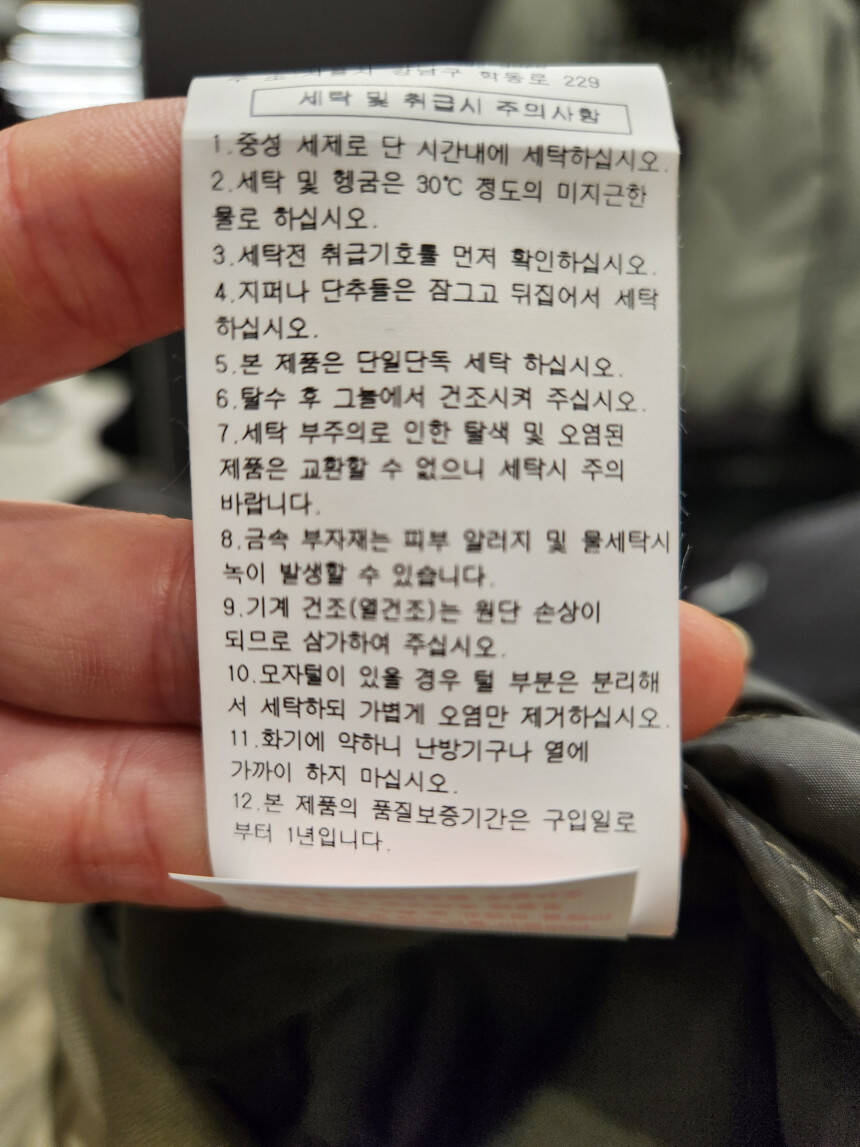 강남구 학동로 229
세탁 및 취급시 주의사항
1.중성 세제로 단 시간내에 세탁하십시오.
2.세탁 및 헹굼은 30℃ 정도의 미지근한
물로 하십시오.
3.세탁전 취급기호를 먼저 확인하십시오.
4.지퍼나 단추들은 잠그고 뒤집어서 세탁
하십시오.
5.본 제품은 단일단독 세탁 하십시오.
6.탈수 후 그늘에서 건조시켜 주십시오.
7.세탁 부주의로 인한 탈색 및 오염된
제품은 교환할 수 없으니 세탁시 주의
바랍니다.
8.금속 부자재는 피부 알러지 및 물세탁시
녹이 발생할 수 있습니다.
9.기계 건조(열건조)는 원단 손상이
되므로 삼가하여 주십시오.
10.모자털이 있을 경우 털 부분은 분리해
서 세탁하되 가볍게 오염만 제거하십시오.
11.화기에 약하니 난방기구나 열에
가까이 하지 마십시오.
12.본 제품의 품질보증기간은 구입일로
부터 1년입니다.